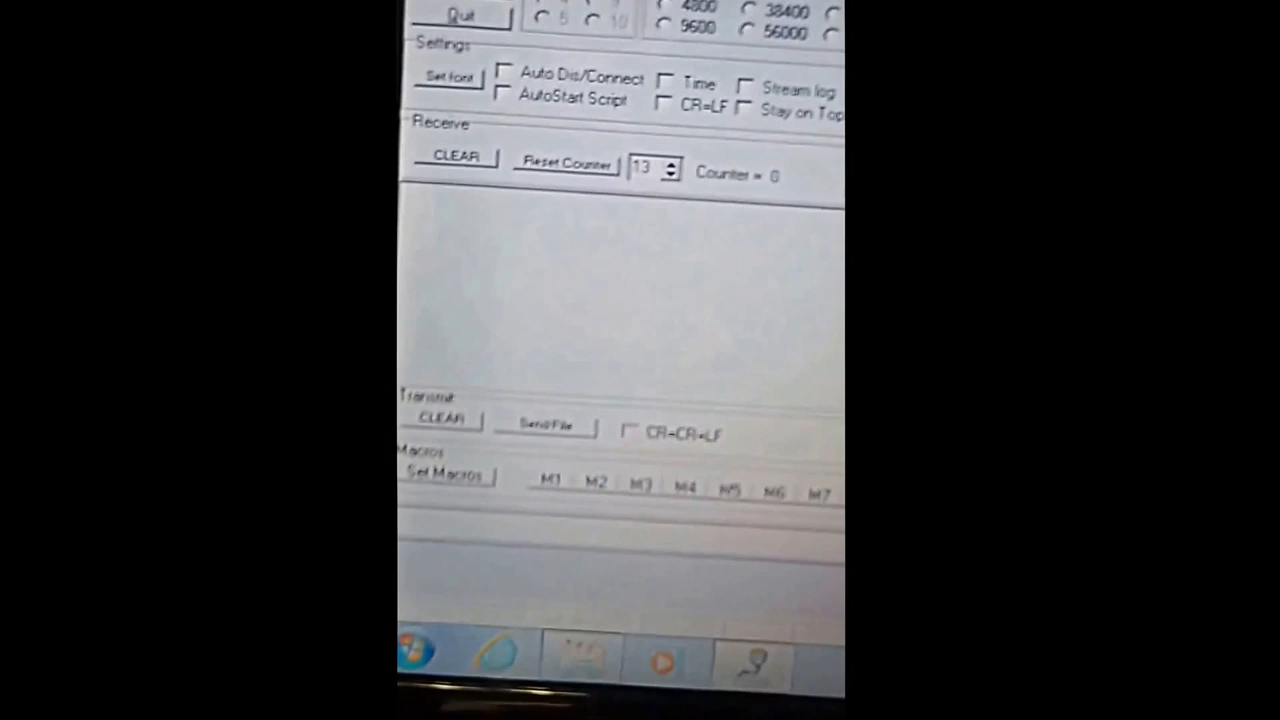 Quit 5 10 4800 38400
9600 56000
Settings
Set font Auto Dis/Connect Time Stream log
AutoStart Script CR=LF Stay on Top
Receive
CLEAR Reset Counter 13 Counter = 0
Transmit
CLEAR Send File CR=CR+LF
Macros
Set Macros M1 M2 M3 M4 M5 M6 M7